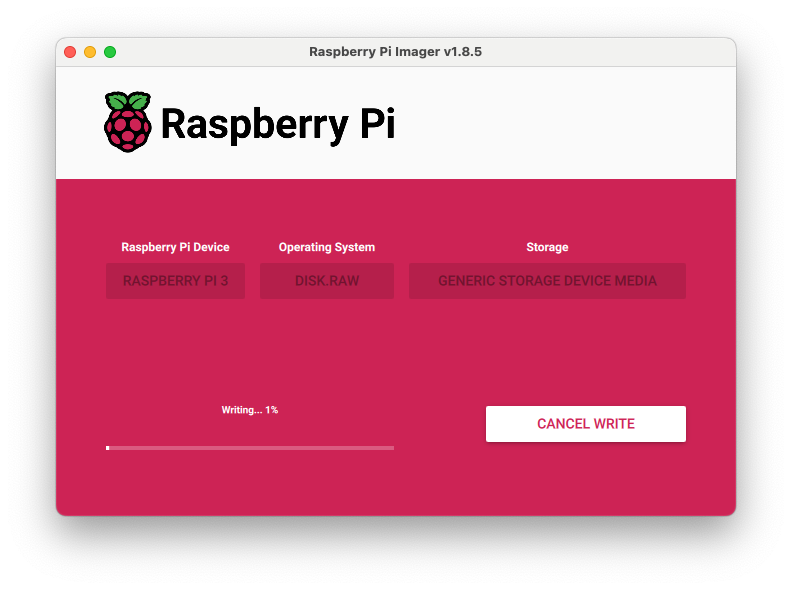 Raspberry Pi Imager v1.8.5
Raspberry Pi
Raspberry Pi Device Operating System Storage
RASPBERRY PI 3 DISK.RAW GENERIC STORAGE DEVICE MEDIA
Writing... 1%
CANCEL WRITE